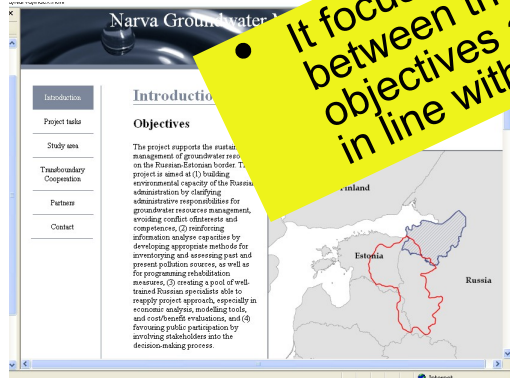 Narva Groundwater
• It focus
between th
objectives a
in line with
Introduction
Project tasks
Study area
Transboundary
Cooperation
Partners
Contact
Introductio
Objectives
The project supports the sustain
management of groundwater reso
on the Russian-Estonian border. T
project is aimed at (1) building
environmental capacity of the Russia
administration by clarifying
administrative responsibilities for
groundwater resources management,
avoiding conflict ofinterests and
competences, (2) reinforcing
information analyse capacities by
developing appropriate methods for
inventorying and assessing past and
present pollution sources, as well as
for programming rehabilitation
measures, (3) creating a pool of well-
trained Russian specialists able to
reapply project approach, especially in
economic analysis, modelling tools,
and cost/benefit evaluations, and (4)
favouring public participation by
involving stakeholders into the
decision-making process.
Finland
Estonia
Russia